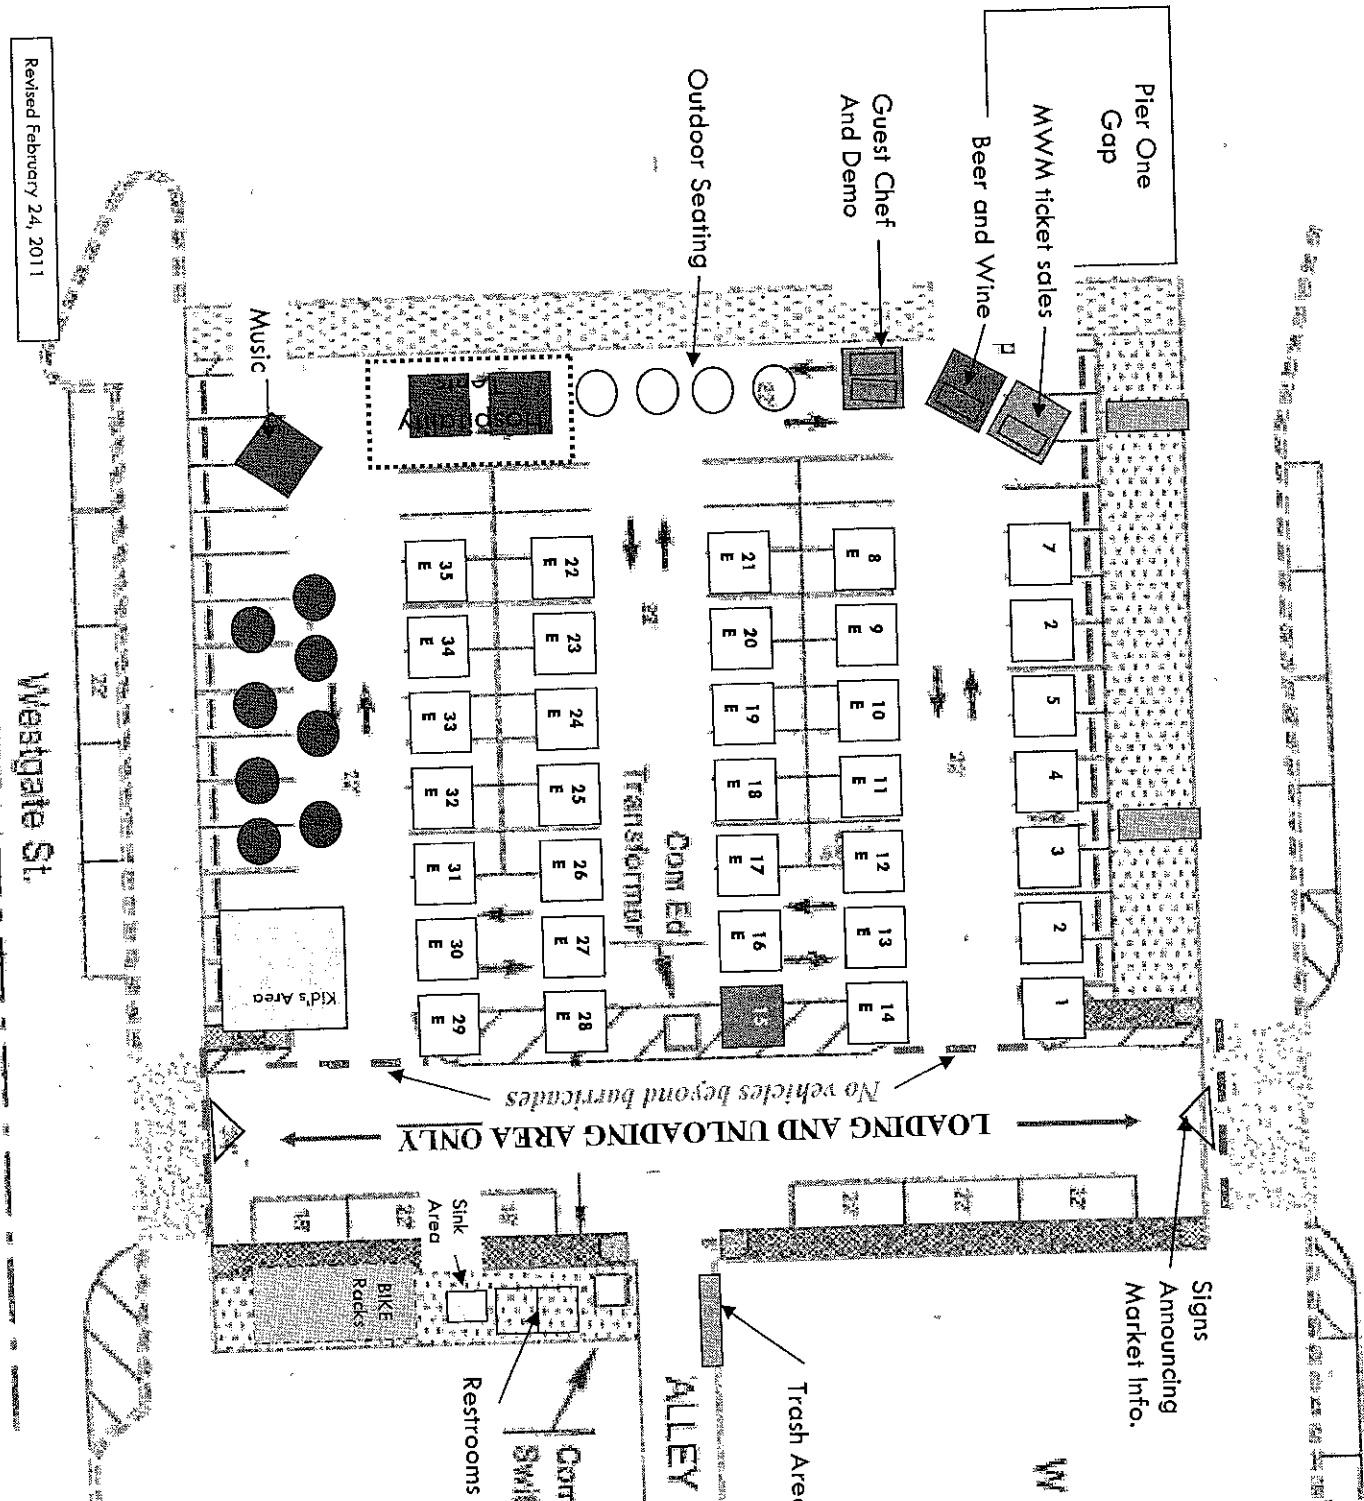 Pier One
Gap
MWM ticket sales
Beer and Wine
Guest Chef
And Demo
Outdoor Seating
Music
Revised February 24, 2011
Hospitality
7
2
5
4
3
2
1
8
E
9
E
10
E
11
E
12
E
13
E
14
E
21
E
20
E
19
E
18
E
17
E
16
E
15
22
E
23
E
24
E
25
E
26
E
27
E
28
E
35
E
34
E
33
E
32
E
31
E
30
E
29
E
Com Ed
Transformer
Kid's Area
No vehicles beyond barricades
LOADING AND UNLOADING AREA ONLY
Signs
Announcing
Market Info.
Sink
Area
BIKE
Racks
Restrooms
Trash Area
ALLEY
W
Com
Westgate St.